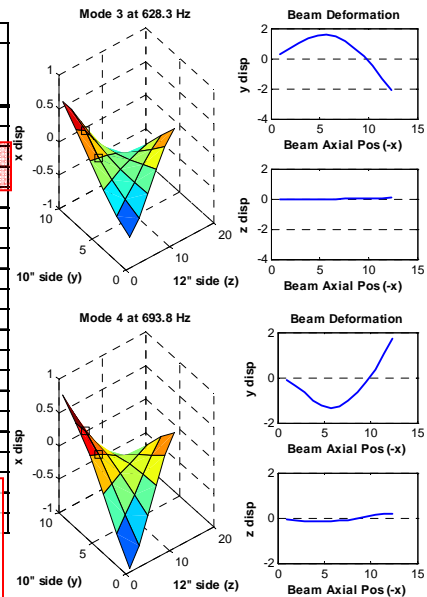 Mode 3 at 628.3 Hz
x disp
1
0.5
0
-0.5
-1
10
5
0
0
10
20
10" side (y)
12" side (z)
Beam Deformation
y disp
2
0
-2
-4
0
5
10
15
Beam Axial Pos (-x)
z disp
2
0
-2
-4
0
5
10
15
Beam Axial Pos (-x)
Mode 4 at 693.8 Hz
x disp
1
0.5
0
-0.5
-1
10
5
0
0
10
20
10" side (y)
12" side (z)
Beam Deformation
y disp
2
0
-2
0
5
10
15
Beam Axial Pos (-x)
z disp
2
0
-2
0
5
10
15
Beam Axial Pos (-x)